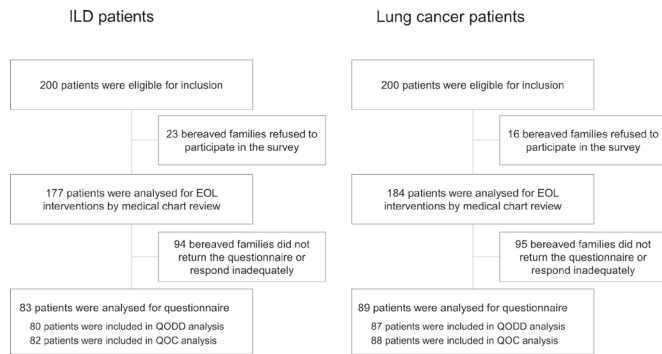 ILD patients
200 patients were eligible for inclusion
23 bereaved families refused to
participate in the survey
177 patients were analysed for EOL
interventions by medical chart review
94 bereaved families did not
return the questionnaire or
respond inadequately
83 patients were analysed for questionnaire
80 patients were included in QODD analysis
82 patients were included in QOC analysis
Lung cancer patients
200 patients were eligible for inclusion
16 bereaved families refused to
participate in the survey
184 patients were analysed for EOL
interventions by medical chart review
95 bereaved families did not
return the questionnaire or
respond inadequately
89 patients were analysed for questionnaire
87 patients were included in QODD analysis
88 patients were included in QOC analysis